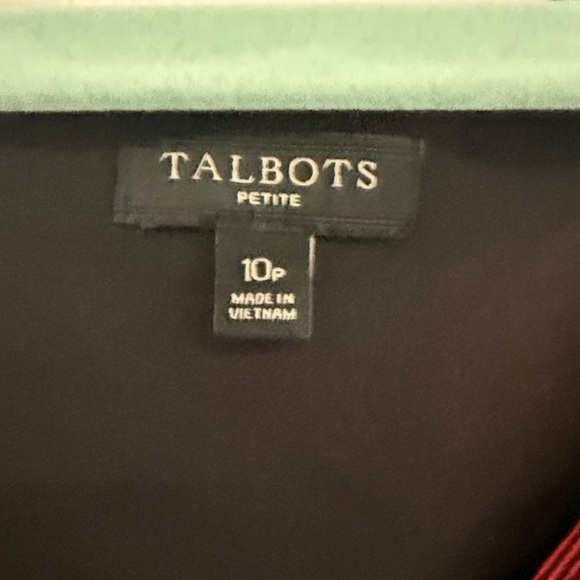 TALBOTS
PETITE
10P
MADE IN
VIETNAM